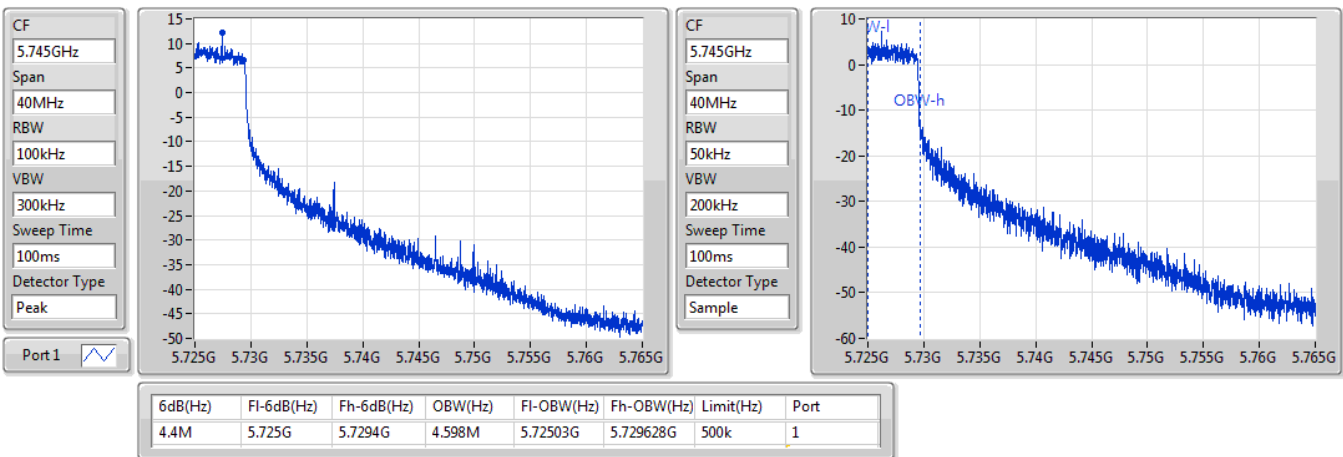 CF
5.745GHz
Span
40MHz
RBW
100kHz
VBW
300kHz
Sweep Time
100ms
Detector Type
Peak
Port 1
15
10
5
0
-5
-10
-15
-20
-25
-30
-35
-40
-45
-50
5.725G 5.73G 5.735G 5.74G 5.745G 5.75G 5.755G 5.76G 5.765G
CF
5.745GHz
Span
40MHz
RBW
50kHz
VBW
200kHz
Sweep Time
100ms
Detector Type
Sample
10
0
-10
-20
-30
-40
-50
-60
W-l
OBW-h
5.725G 5.73G 5.735G 5.74G 5.745G 5.75G 5.755G 5.76G 5.765G
6dB(Hz) Fl-6dB(Hz) Fh-6dB(Hz) OBW(Hz) Fl-OBW(Hz) Fh-OBW(Hz) Limit(Hz) Port
4.4M 5.725G 5.7294G 4.598M 5.72503G 5.729628G 500k 1